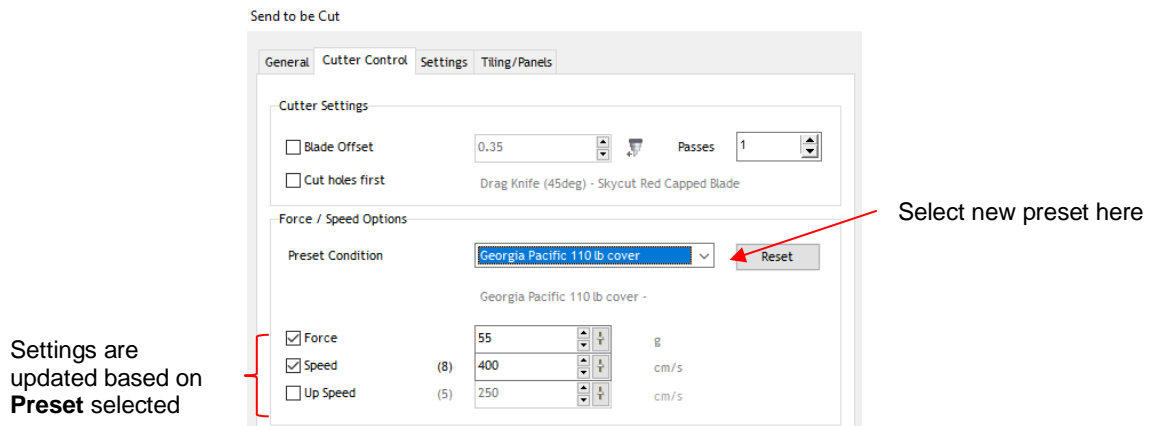 Send to be Cut
General Cutter Control Settings Tiling/Panels
Cutter Settings
Blade Offset 0.35 Passes 1
Cut holes first Drag Knife (45deg) - Skycut Red Capped Blade
Select new preset here
Force / Speed Options
Preset Condition Georgia Pacific 110 lb cover Reset
Georgia Pacific 110 lb cover -
Settings are
updated based on
Preset selected
Force 55 g
Speed (8) 400 cm/s
Up Speed (5) 250 cm/s